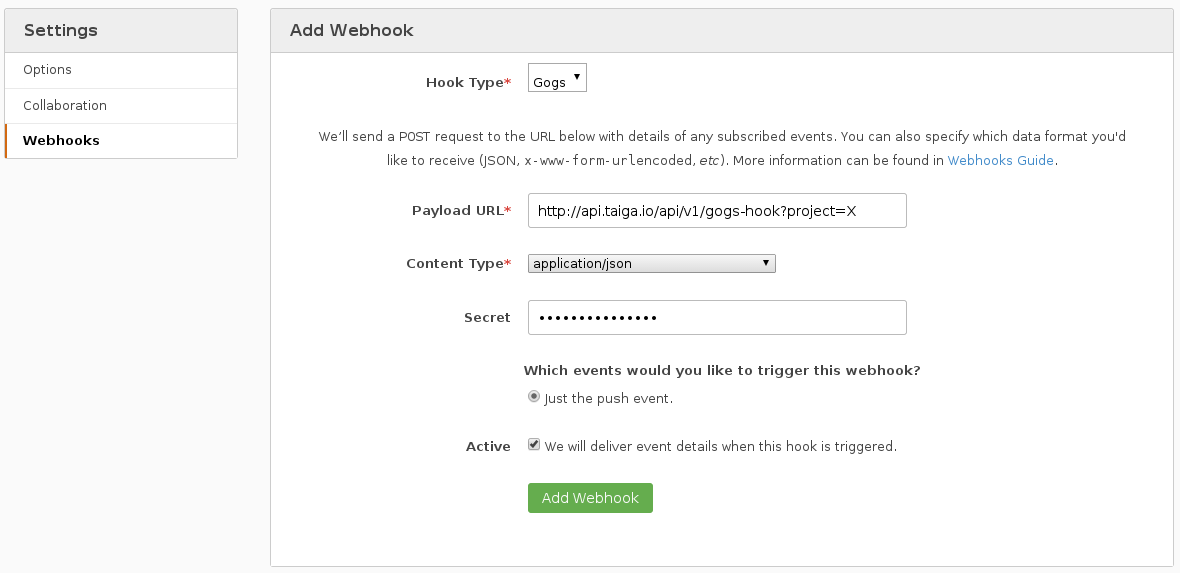 Settings
Options
Collaboration
Webhooks
Add Webhook
Hook Type*
Gogs
We’ll send a POST request to the URL below with details of any subscribed events. You can also specify which data format you'd
like to receive (JSON, x-www-form-urlencoded, etc). More information can be found in Webhooks Guide.
Payload URL*
http://api.taiga.io/api/v1/gogs-hook?project=X
Content Type*
application/json
Secret
•••••••••••••••
Which events would you like to trigger this webhook?
Just the push event.
Active
We will deliver event details when this hook is triggered.
Add Webhook